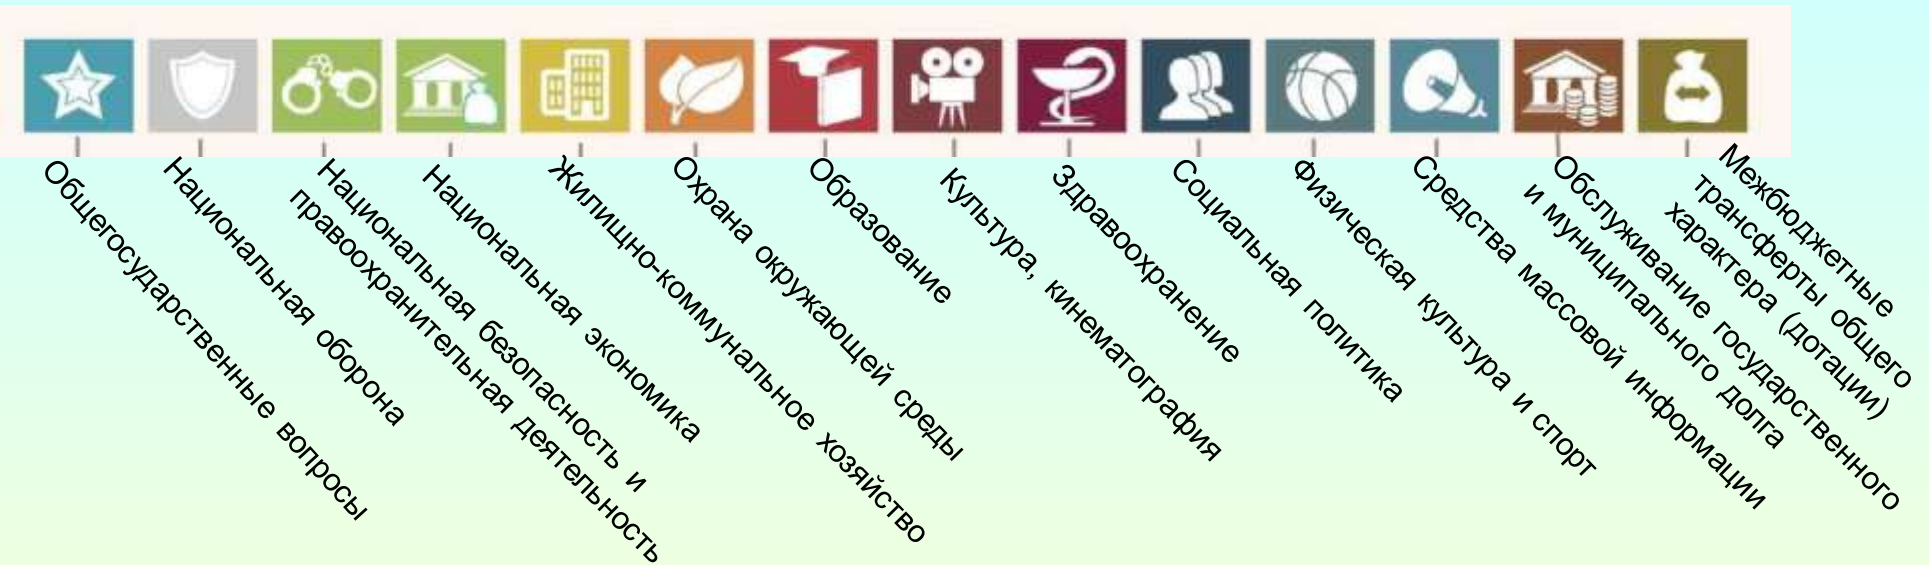 Общегосударственные вопросы
Национальная оборона
Национальная безопасность и
правоохранительная деятельность
Национальная экономика
Жилищно-коммунальное хозяйство
Охрана окружающей среды
Образование
Культура, кинематография
Здравоохранение
Социальная политика
Физическая культура и спорт
Средства массовой информации
Обслуживание государственного
и муниципального долга
Межбюджетные
трансферты общего
характера (дотации)